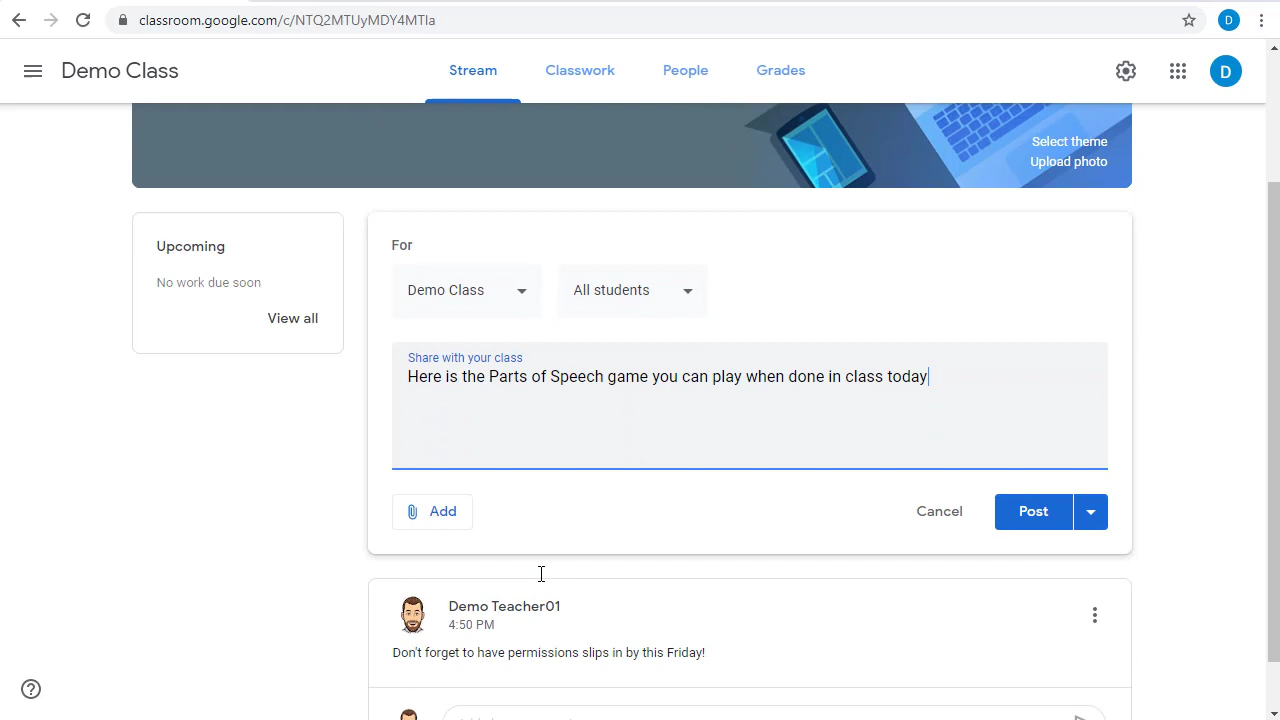 classroom.google.com/c/NTQ2MTUyMDY4MTIa
D
Demo Class
Stream
Classwork
People
Grades
D
Select theme
Upload photo
Upcoming
No work due soon
View all
For
Demo Class
All students
Share with your class
Here is the Parts of Speech game you can play when done in class today
Add
Cancel
Post
Demo Teacher01
4:50 PM
Don't forget to have permissions slips in by this Friday!